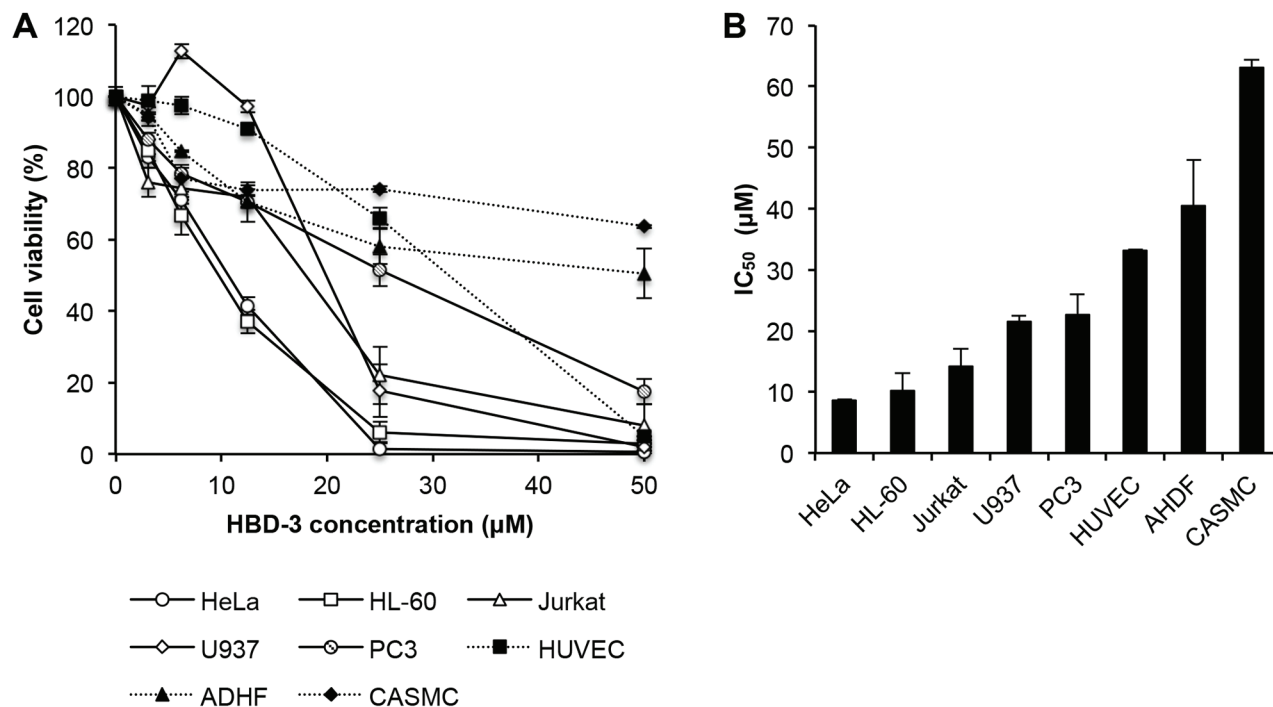 A
120
100
80
60
40
20
0
Cell viability (%)
0 20 30 40 50
HBD-3 concentration (µM)
HeLa HL-60 Jurkat
U937 PC3 HUVEC
ADHF CASMC
B
70
60
50
40
30
20
10
0
IC50 (µM)
HeLa
HL-60
Jurkat
U937
PC3
HUVEC
AHDF
CASMC